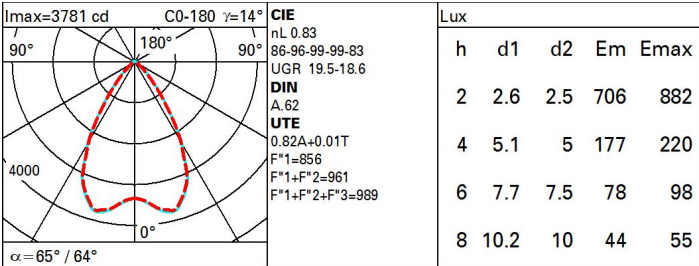 Imax=3781 cd C0-180 γ=14°
90° 180° 90°
4000
0°
α=65° / 64°
CIE
nL 0.83
86-96-99-99-83
UGR 19.5-18.6
DIN
A.62
UTE
0.82A+0.01T
F"1=856
F"1+F"2=961
F"1+F"2+F"3=989
Lux
h d1 d2 Em Emax
2 2.6 2.5 706 882
4 5.1 5 177 220
6 7.7 7.5 78 98
8 10.2 10 44 55